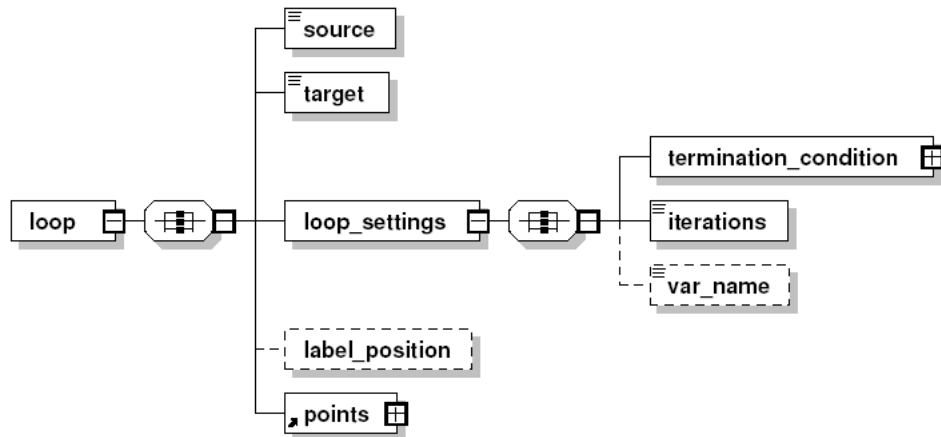 source
target
termination_condition
loop
loop_settings
iterations
var_name
label_position
points